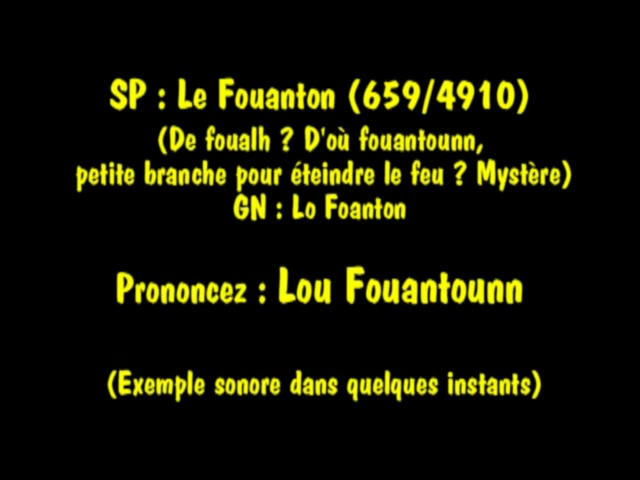 SP : Le Fouanton (659/4910)
(De foualh ? D'où fouantounn,
petite branche pour éteindre le feu ? Mystère)
GN : Lo Foanton
Prononcez : Lou Fouantounn
(Exemple sonore dans quelques instants)